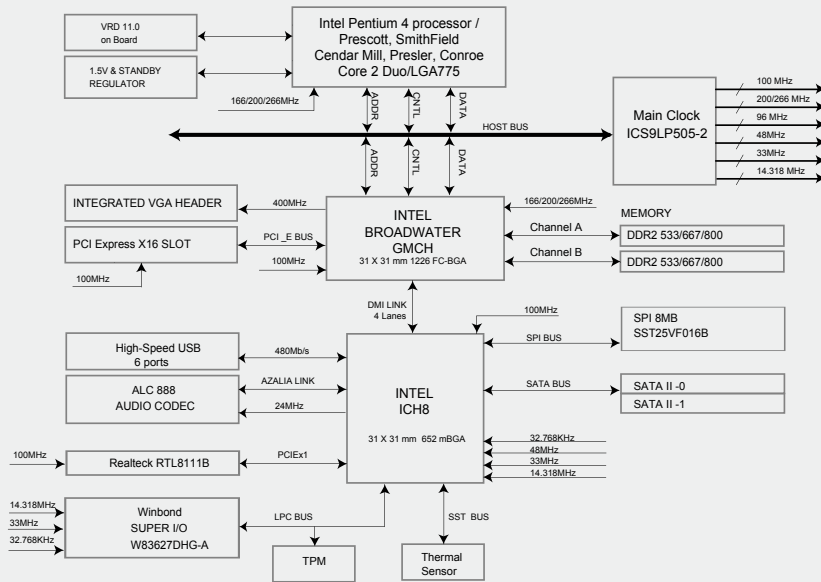 VRD 11.0
on Board
1.5V & STANDBY
REGULATOR
Intel Pentium 4 processor /
Prescott, SmithField
Cendar Mill, Presler, Conroe
Core 2 Duo/LGA775
166/200/266MHz
ADDR
CNTL
DATA
HOST BUS
Main Clock
ICS9LP505-2
100 MHz
200/266 MHz
96 MHz
48MHz
33MHz
14.318 MHz
ADDR
CNTL
DATA
INTEGRATED VGA HEADER
400MHz
PCI Express X16 SLOT
PCI _E BUS
100MHz
100MHz
INTEL
BROADWATER
GMCH
31 X 31 mm 1226 FC-BGA
166/200/266MHz
Channel A
Channel B
MEMORY
DDR2 533/667/800
DDR2 533/667/800
DMI LINK
4 Lanes
100MHz
High-Speed USB
6 ports
480Mb/s
ALC 888
AUDIO CODEC
AZALIA LINK
24MHz
INTEL
ICH8
31 X 31 mm 652 mBGA
SPI BUS
SPI 8MB
SST25VF016B
SATA BUS
SATA II -0
SATA II -1
32.768KHz
48MHz
33MHz
14.318MHz
100MHz
Realteck RTL8111B
PCIEx1
14.318MHz
33MHz
32.768KHz
Winbond
SUPER I/O
W83627DHG-A
LPC BUS
SST BUS
TPM
Thermal
Sensor